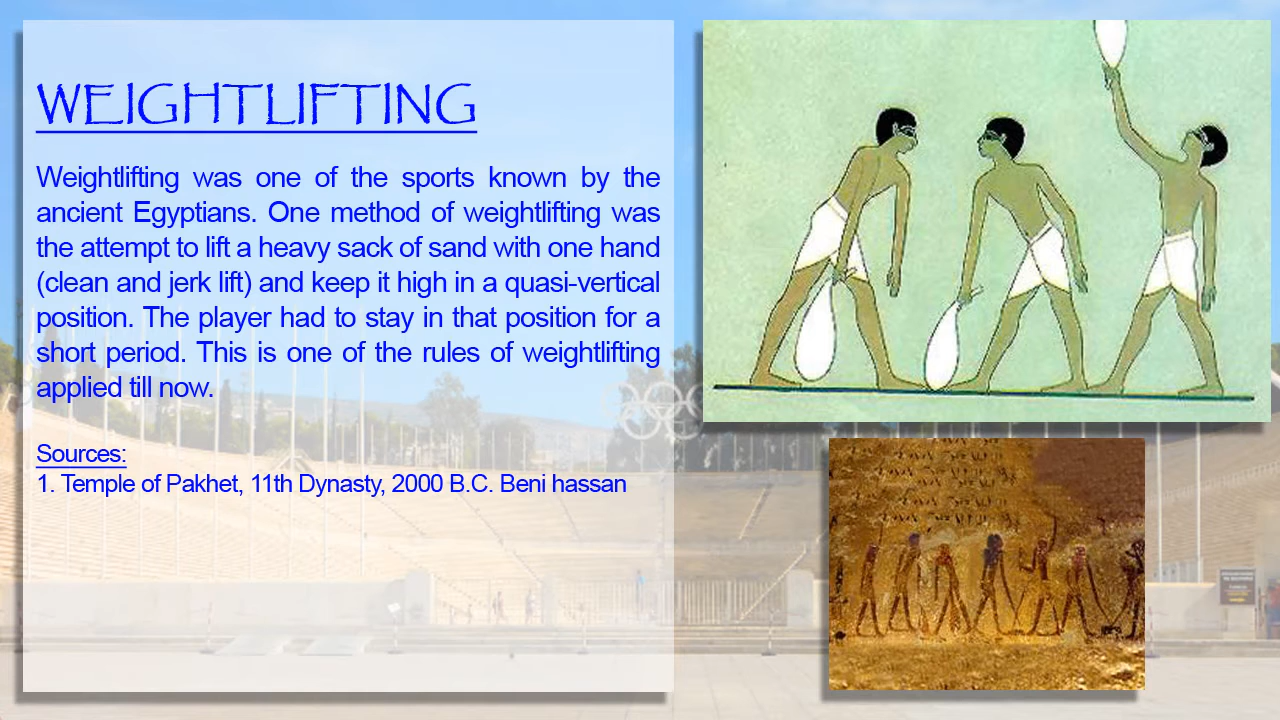 WEIGHTLIFTING
Weightlifting was one of the sports known by the
ancient Egyptians. One method of weightlifting was
the attempt to lift a heavy sack of sand with one hand
(clean and jerk lift) and keep it high in a quasi-vertical
position. The player had to stay in that position for a
short period. This is one of the rules of weightlifting
applied till now.
Sources:
1. Temple of Pakhet, 11th Dynasty, 2000 B.C. Beni hassan